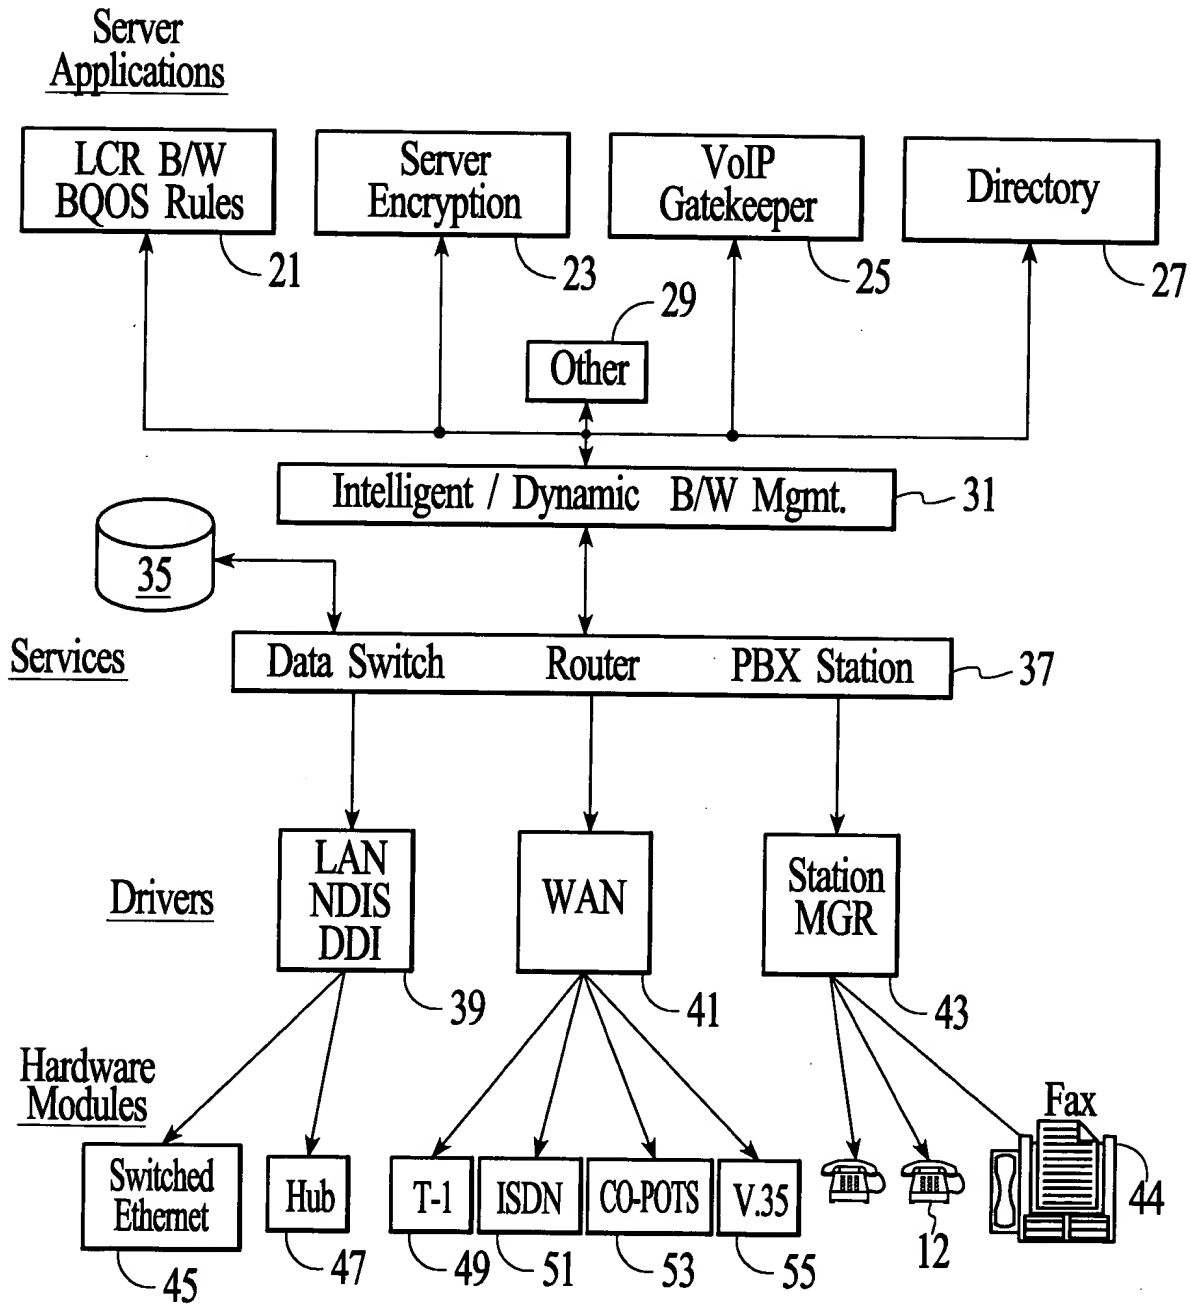 Server
Applications
LCR B/W
BQOS Rules
21
Server
Encryption
23
VoIP
Gatekeeper
25
Directory
27
29
Other
Intelligent / Dynamic B/W Mgmt.
31
35
Services
Data Switch Router PBX Station
37
Drivers
LAN
NDIS
DDI
39
WAN
41
Station
MGR
43
Hardware
Modules
Switched
Ethernet
45
Hub
47
T-1
49
ISDN
51
CO-POTS
53
V.35
55
12
Fax
44